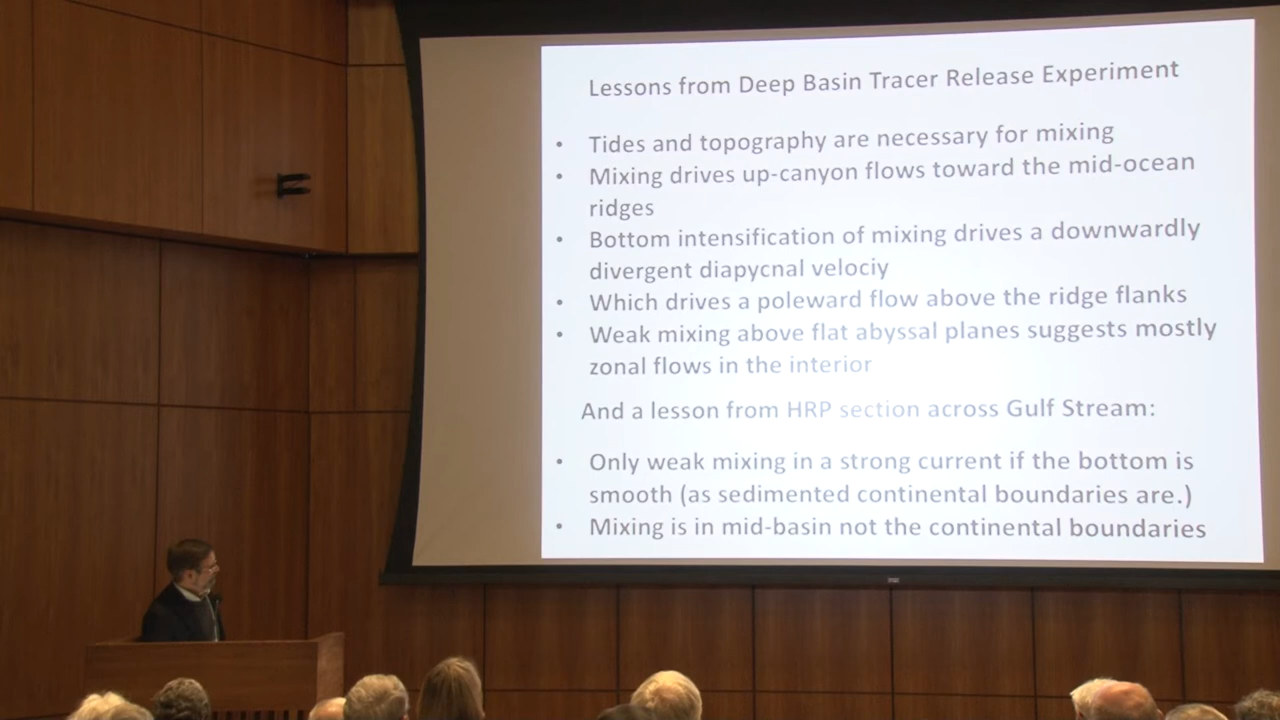 Lessons from Deep Basin Tracer Release Experiment
• Tides and topography are necessary for mixing
• Mixing drives up-canyon flows toward the mid-ocean
ridges
• Bottom intensification of mixing drives a downwardly
divergent diapycnal velociy
• Which drives a poleward flow above the ridge flanks
• Weak mixing above flat abyssal planes suggests mostly
zonal flows in the interior
And a lesson from HRP section across Gulf Stream:
• Only weak mixing in a strong current if the bottom is
smooth (as sedimented continental boundaries are.)
• Mixing is in mid-basin not the continental boundaries